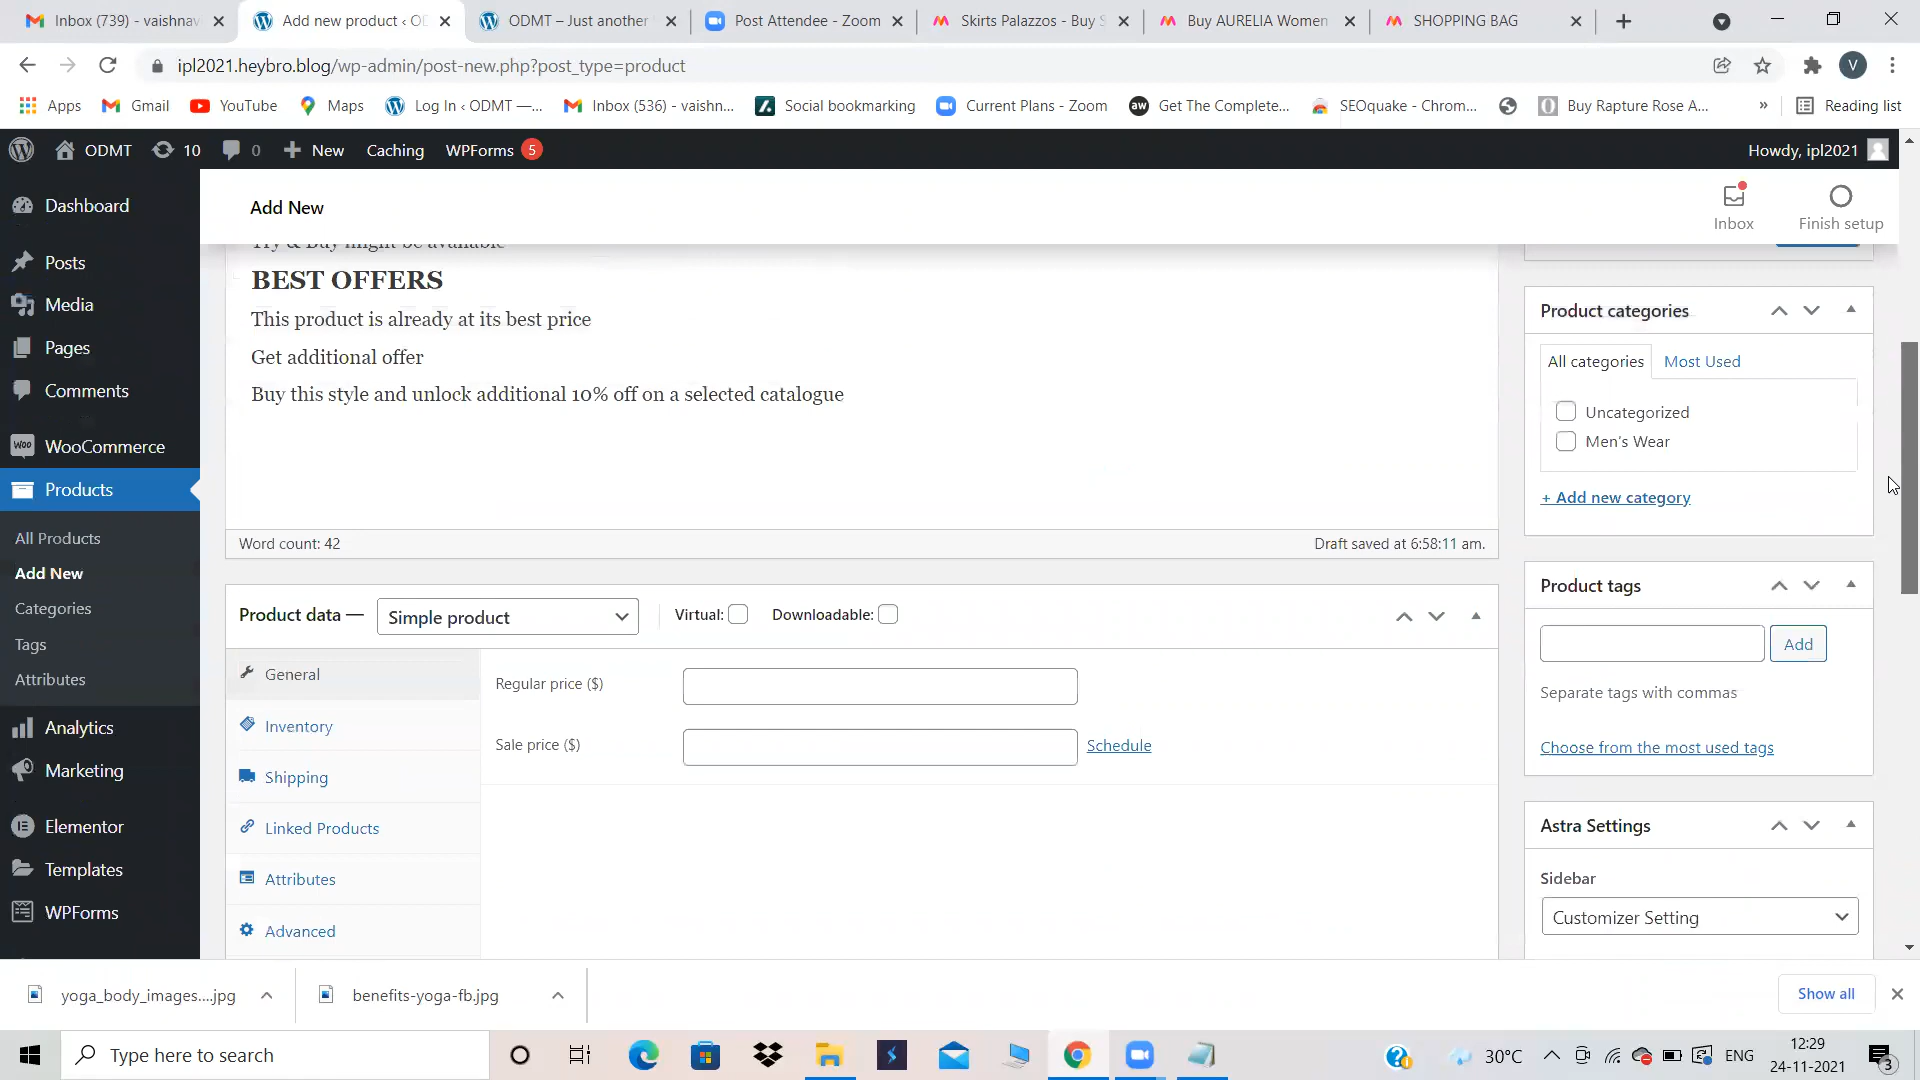 Inbox (739) - vaishnav
Add new product ‹ OD
ODMT – Just another
Post Attendee - Zoom
Skirts Palazzos - Buy S
Buy AURELIA Women
SHOPPING BAG
ipl2021.heybro.blog/wp-admin/post-new.php?post_type=product
V
Apps
Gmail
YouTube
Maps
Log In ‹ ODMT —...
Inbox (536) - vaishn...
Social bookmarking
Current Plans - Zoom
aw
Get The Complete...
SEOquake - Chrom...
Buy Rapture Rose A...
»
Reading list
ODMT
10
0
New
Caching
WPForms 5
Howdy, ipl2021
Dashboard
Posts
Media
Pages
Comments
Woo
WooCommerce
Products
All Products
Add New
Categories
Tags
Attributes
Analytics
Marketing
Elementor
Templates
WPForms
Add New
Inbox
Finish setup
Try & Buy might be available
BEST OFFERS
This product is already at its best price
Get additional offer
Buy this style and unlock additional 10% off on a selected catalogue
Word count: 42
Draft saved at 6:58:11 am.
Product data —
Simple product
Virtual:
Downloadable:
General
Inventory
Shipping
Linked Products
Attributes
Advanced
Regular price ($)
Sale price ($)
Schedule
Product categories
All categories
Most Used
Uncategorized
Men's Wear
+ Add new category
Product tags
Add
Separate tags with commas
Choose from the most used tags
Astra Settings
Sidebar
Customizer Setting
yoga_body_images....jpg
benefits-yoga-fb.jpg
Show all
Type here to search
30°C
ENG
12:29
24-11-2021
3